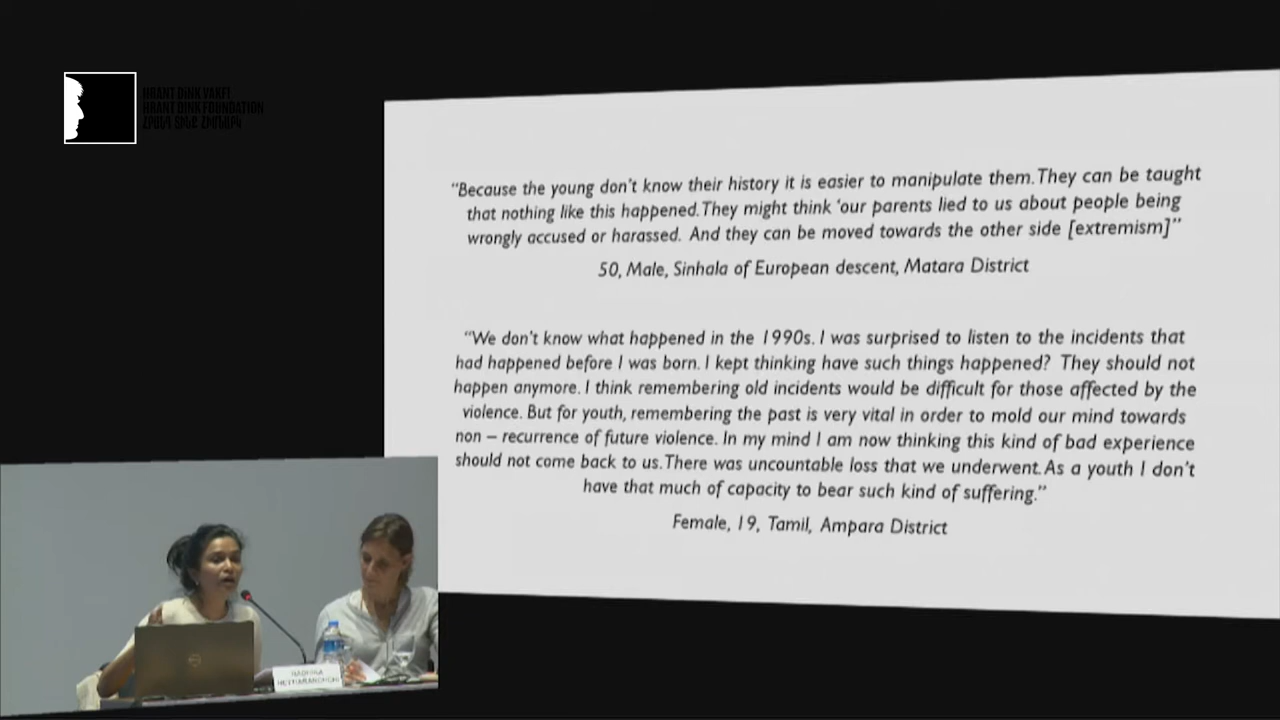 HRANT DİNK VAKFI
HRANT DINK FOUNDATION
“Because the young don’t know their history it is easier to manipulate them. They can be taught
that nothing like this happened. They might think ‘our parents lied to us about people being
wrongly accused or harassed. And they can be moved towards the other side [extremism]”
50, Male, Sinhala of European descent, Matara District
“We don’t know what happened in the 1990s. I was surprised to listen to the incidents that
had happened before I was born. I kept thinking have such things happened? They should not
happen anymore. I think remembering old incidents would be difficult for those affected by the
violence. But for youth, remembering the past is very vital in order to mold our mind towards
non – recurrence of future violence. In my mind I am now thinking this kind of bad experience
should not come back to us. There was uncountable loss that we underwent. As a youth I don’t
have that much of capacity to bear such kind of suffering.”
Female, 19, Tamil, Ampara District